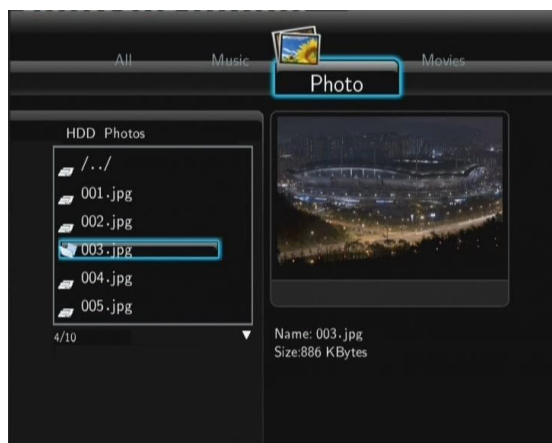 All Music Photo Movies
HDD Photos
/../
001.jpg
002.jpg
003.jpg
004.jpg
005.jpg
4/10
Name: 003.jpg
Size:886 KBytes